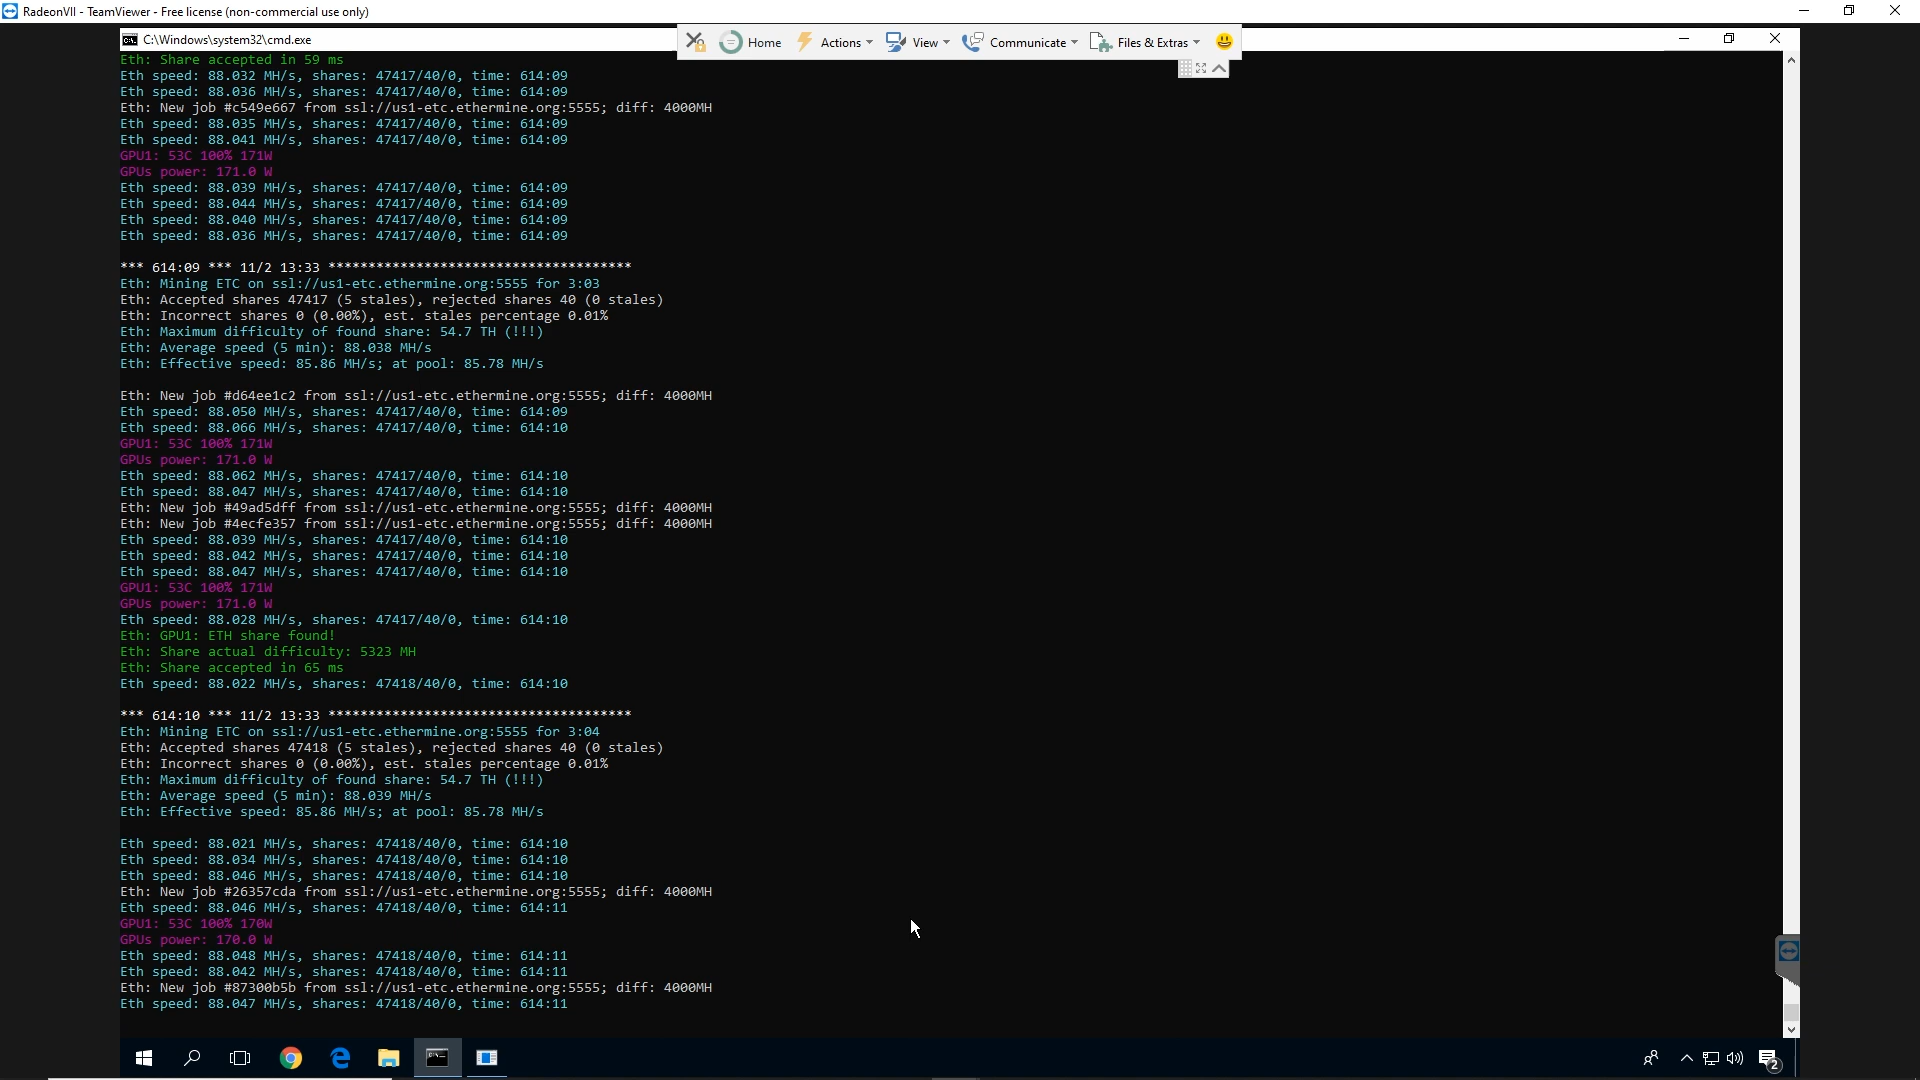 RadeonVII - TeamViewer - Free license (non-commercial use only)
C:\Windows\system32\cmd.exe
Home
Actions
View
Communicate
Files & Extras
Eth: Share accepted in 59 ms
Eth speed: 88.032 MH/s, shares: 47417/40/0, time: 614:09
Eth speed: 88.036 MH/s, shares: 47417/40/0, time: 614:09
Eth: New job #c549e667 from ssl://us1-etc.ethermine.org:5555; diff: 4000MH
Eth speed: 88.035 MH/s, shares: 47417/40/0, time: 614:09
Eth speed: 88.041 MH/s, shares: 47417/40/0, time: 614:09
GPU1: 53C 100% 171W
GPUs power: 171.0 W
Eth speed: 88.039 MH/s, shares: 47417/40/0, time: 614:09
Eth speed: 88.044 MH/s, shares: 47417/40/0, time: 614:09
Eth speed: 88.040 MH/s, shares: 47417/40/0, time: 614:09
Eth speed: 88.036 MH/s, shares: 47417/40/0, time: 614:09
*** 614:09 *** 11/2 13:33 **************************************
Eth: Mining ETC on ssl://us1-etc.ethermine.org:5555 for 3:03
Eth: Accepted shares 47417 (5 stales), rejected shares 40 (0 stales)
Eth: Incorrect shares 0 (0.00%), est. stales percentage 0.01%
Eth: Maximum difficulty of found share: 54.7 TH (!!!)
Eth: Average speed (5 min): 88.038 MH/s
Eth: Effective speed: 85.86 MH/s; at pool: 85.78 MH/s
Eth: New job #d64ee1c2 from ssl://us1-etc.ethermine.org:5555; diff: 4000MH
Eth speed: 88.050 MH/s, shares: 47417/40/0, time: 614:09
Eth speed: 88.066 MH/s, shares: 47417/40/0, time: 614:10
GPU1: 53C 100% 171W
GPUs power: 171.0 W
Eth speed: 88.062 MH/s, shares: 47417/40/0, time: 614:10
Eth speed: 88.047 MH/s, shares: 47417/40/0, time: 614:10
Eth: New job #49ad5dff from ssl://us1-etc.ethermine.org:5555; diff: 4000MH
Eth: New job #4ecfe357 from ssl://us1-etc.ethermine.org:5555; diff: 4000MH
Eth speed: 88.039 MH/s, shares: 47417/40/0, time: 614:10
Eth speed: 88.042 MH/s, shares: 47417/40/0, time: 614:10
Eth speed: 88.047 MH/s, shares: 47417/40/0, time: 614:10
GPU1: 53C 100% 171W
GPUs power: 171.0 W
Eth speed: 88.028 MH/s, shares: 47417/40/0, time: 614:10
Eth: GPU1: ETH share found!
Eth: Share actual difficulty: 5323 MH
Eth: Share accepted in 65 ms
Eth speed: 88.022 MH/s, shares: 47418/40/0, time: 614:10
*** 614:10 *** 11/2 13:33 **************************************
Eth: Mining ETC on ssl://us1-etc.ethermine.org:5555 for 3:04
Eth: Accepted shares 47418 (5 stales), rejected shares 40 (0 stales)
Eth: Incorrect shares 0 (0.00%), est. stales percentage 0.01%
Eth: Maximum difficulty of found share: 54.7 TH (!!!)
Eth: Average speed (5 min): 88.039 MH/s
Eth: Effective speed: 85.86 MH/s; at pool: 85.78 MH/s
Eth speed: 88.021 MH/s, shares: 47418/40/0, time: 614:10
Eth speed: 88.034 MH/s, shares: 47418/40/0, time: 614:10
Eth speed: 88.046 MH/s, shares: 47418/40/0, time: 614:10
Eth: New job #26357cda from ssl://us1-etc.ethermine.org:5555; diff: 4000MH
Eth speed: 88.046 MH/s, shares: 47418/40/0, time: 614:11
GPU1: 53C 100% 170W
GPUs power: 170.0 W
Eth speed: 88.048 MH/s, shares: 47418/40/0, time: 614:11
Eth speed: 88.042 MH/s, shares: 47418/40/0, time: 614:11
Eth: New job #87300b5b from ssl://us1-etc.ethermine.org:5555; diff: 4000MH
Eth speed: 88.047 MH/s, shares: 47418/40/0, time: 614:11
2